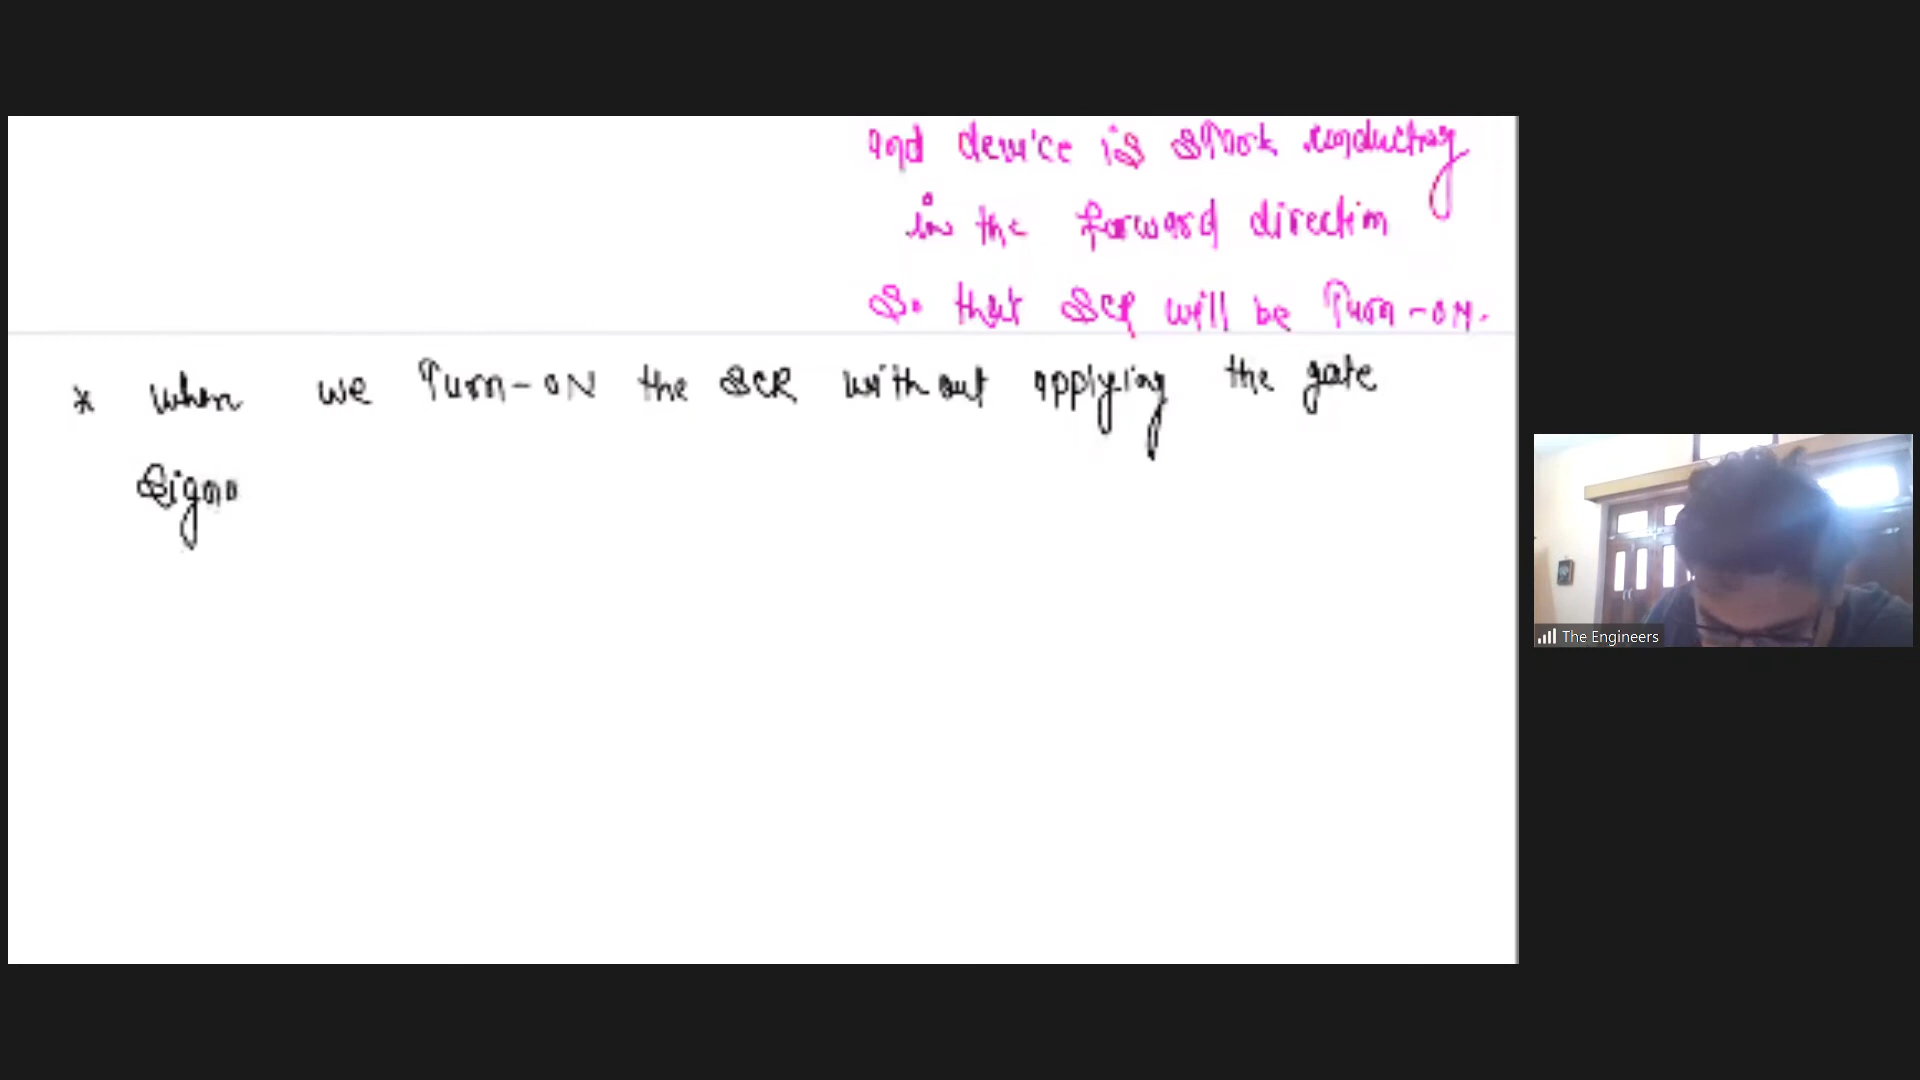 and device is start conducting
in the forward direction
So that SCR will be Turn-ON.
* When we Turn-ON the SCR without applying the gate
Signa
The Engineers